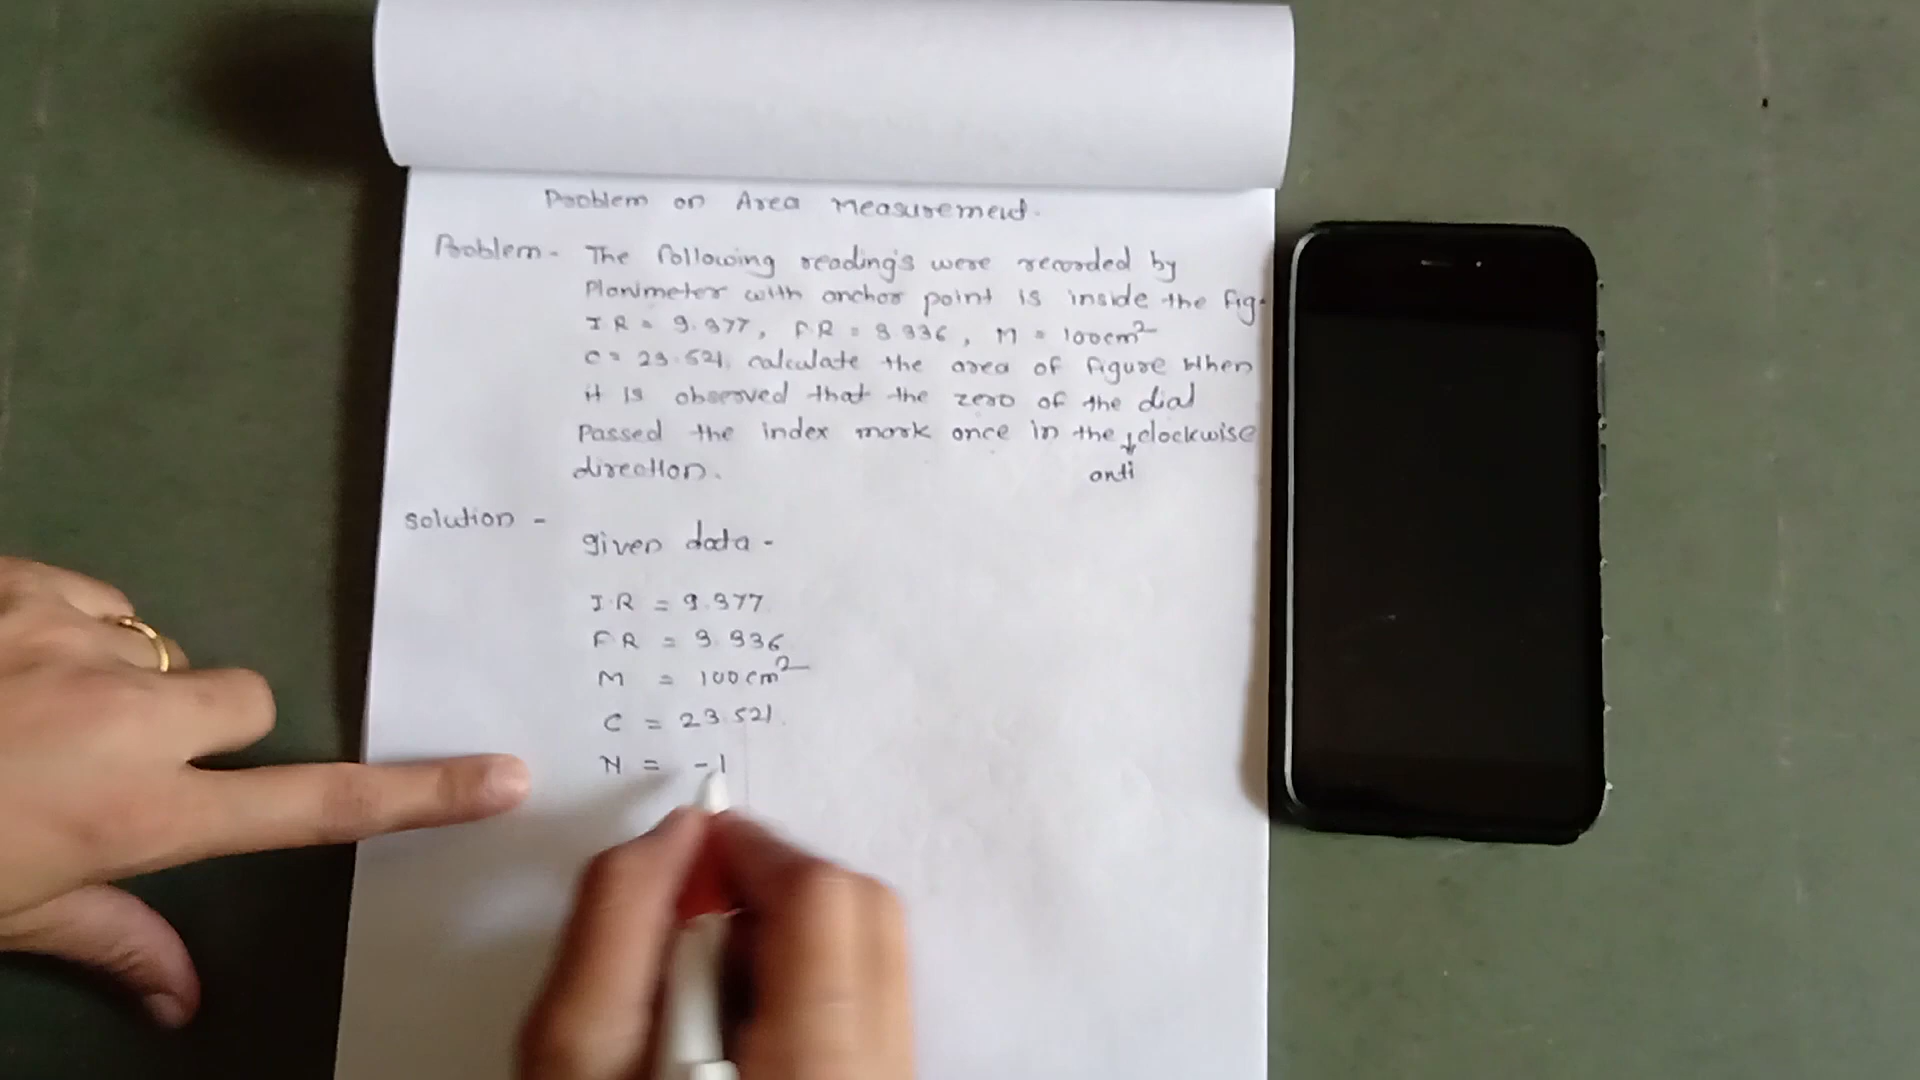 Problem on Area Measurement.
Problem - The following reading's were recorded by
Planimeter with anchor point is inside the fig.
I R = 9.377, F.R = 3.336, M = 100cm²
C = 23.521, calculate the area of figure when
it is observed that the zero of the dial
Passed the index mark once in the clockwise
direction. anti
Solution -
given data -
I.R = 9.377
F R = 3.336
M = 100cm²
C = 23.521.
N = -1